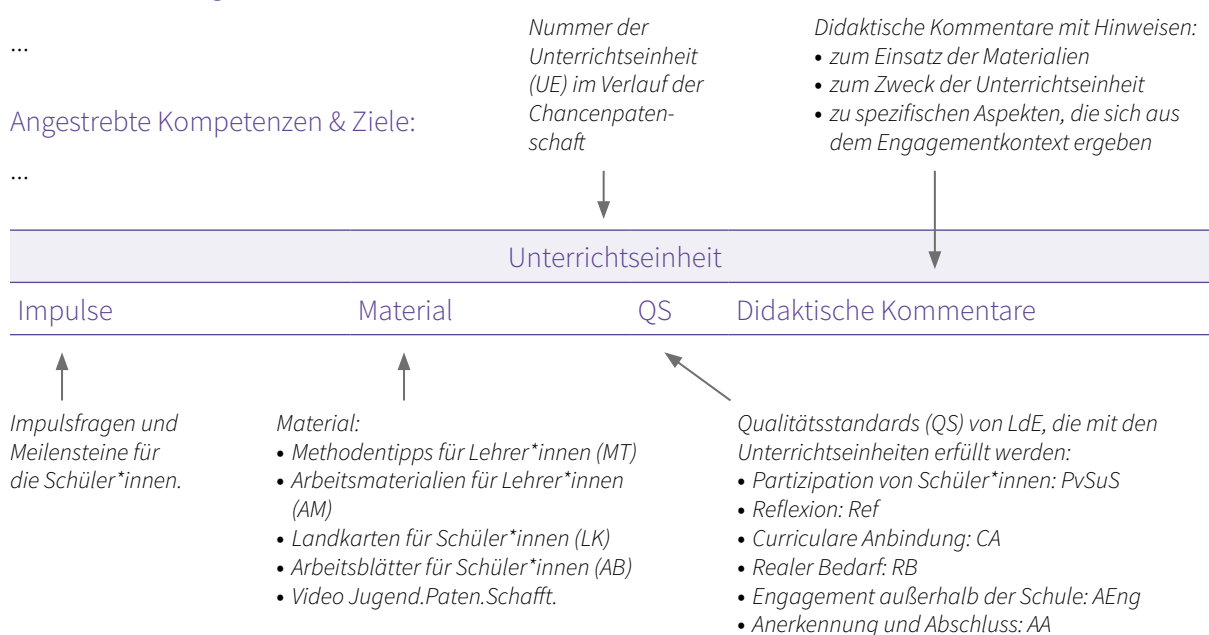 ...
Angestrebte Kompetenzen & Ziele:
...
Nummer der
Unterrichtseinheit
(UE) im Verlauf der
Chancenpaten-
schaft
Didaktische Kommentare mit Hinweisen:
• zum Einsatz der Materialien
• zum Zweck der Unterrichtseinheit
• zu spezifischen Aspekten, die sich aus
dem Engagementkontext ergeben
Unterrichtseinheit
Impulse Material QS Didaktische Kommentare
Impulsfragen und
Meilensteine für
die Schüler*innen.
Material:
• Methodentipps für Lehrer*innen (MT)
• Arbeitsmaterialien für Lehrer*innen
(AM)
• Landkarten für Schüler*innen (LK)
• Arbeitsblätter für Schüler*innen (AB)
• Video Jugend.Paten.Schafft.
Qualitätsstandards (QS) von LdE, die mit den
Unterrichtseinheiten erfüllt werden:
• Partizipation von Schüler*innen: PvSuS
• Reflexion: Ref
• Curriculare Anbindung: CA
• Realer Bedarf: RB
• Engagement außerhalb der Schule: AEng
• Anerkennung und Abschluss: AA